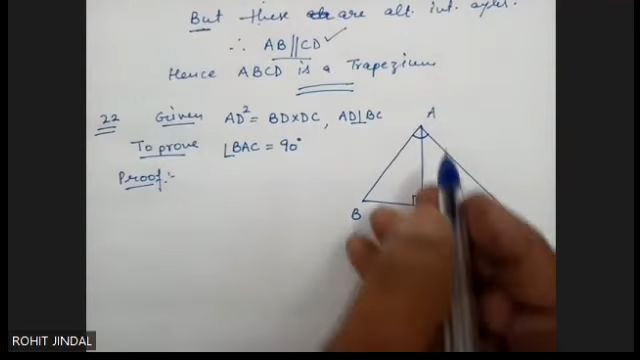 But these are alt. int. angles.
∴ AB||CD ✓
Hence ABCD is a Trapezium
22 Given AD² = BD×DC, AD⊥BC
A
To prove ∠BAC = 90°
Proof:-
B
ROHIT JINDAL